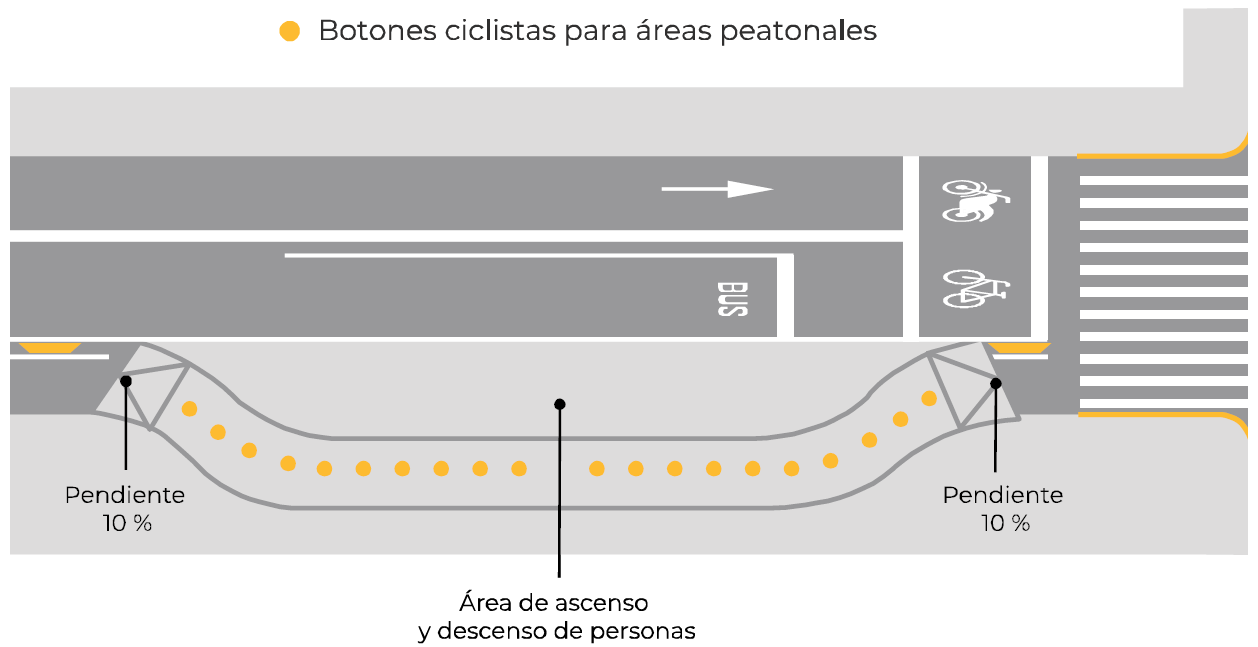 Botones ciclistas para áreas peatonales
BUS
Pendiente
10 %
Pendiente
10 %
Área de ascenso
y descenso de personas